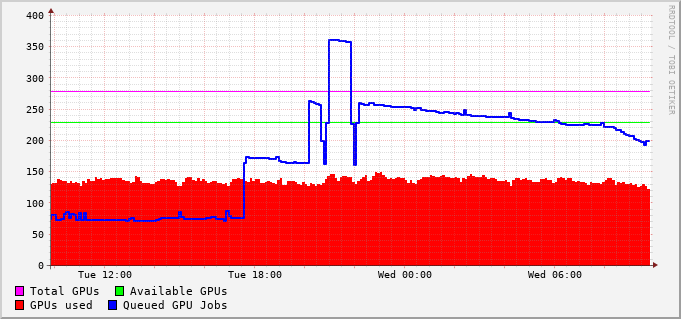 400
350
300
250
200
150
100
50
0
Tue 12:00 Tue 18:00 Wed 00:00 Wed 06:00
Total GPUs Available GPUs
GPUs used Queued GPU Jobs
RRDTOOL / TOBI OETIKER